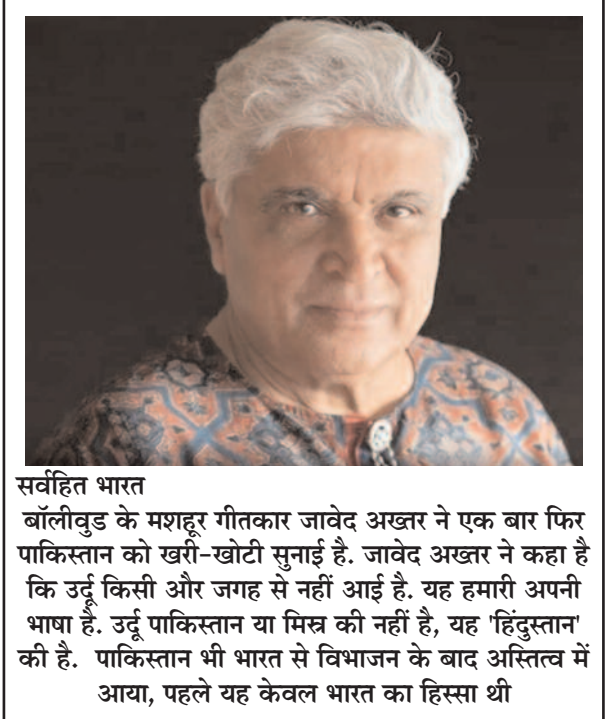 सर्वहित भारत
बॉलीवुड के मशहूर गीतकार जावेद अख्तर ने एक बार फिर
पाकिस्तान को खरी-खोटी सुनाई है. जावेद अख्तर ने कहा है
कि उर्दू किसी और जगह से नहीं आई है. यह हमारी अपनी
भाषा है. उर्दू पाकिस्तान या मिस्र की नहीं है, यह 'हिंदुस्तान'
की है. पाकिस्तान भी भारत से विभाजन के बाद अस्तित्व में
आया, पहले यह केवल भारत का हिस्सा थी